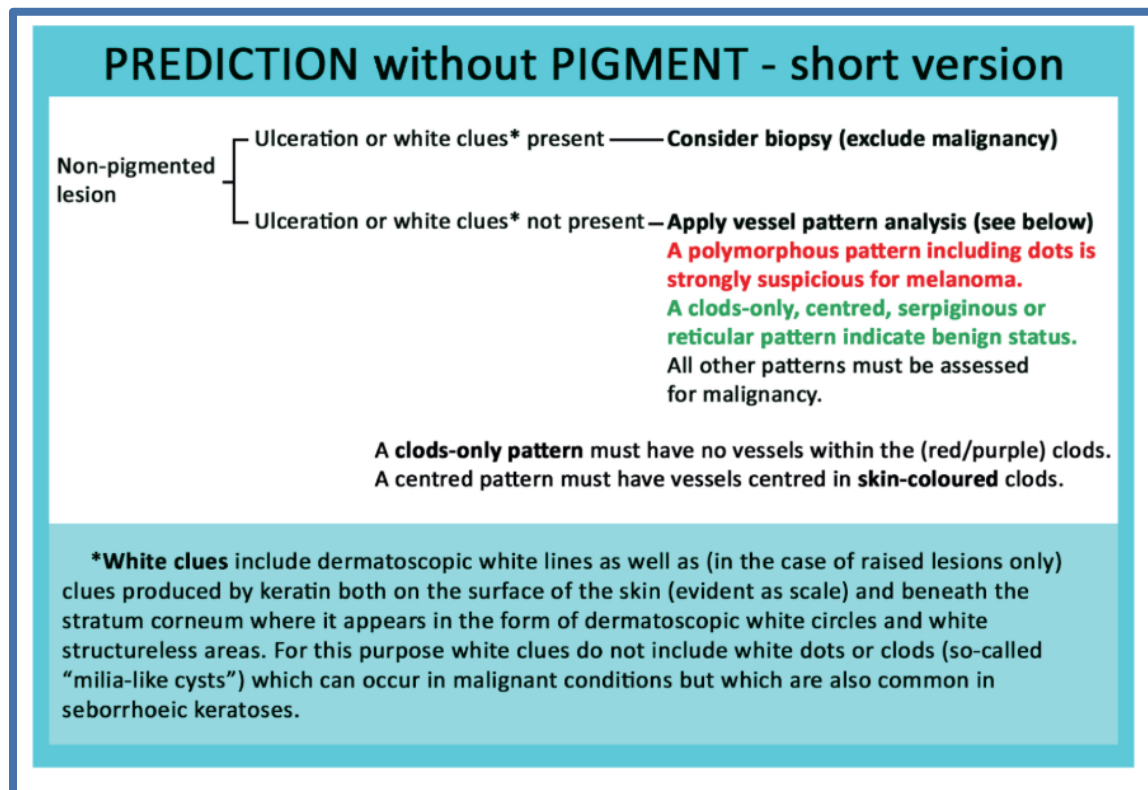 PREDICTION without PIGMENT - short version
Ulceration or white clues* present
Consider biopsy (exclude malignancy)
Non-pigmented
lesion
Ulceration or white clues* not present
Apply vessel pattern analysis (see below)
A polymorphous pattern including dots is
strongly suspicious for melanoma.
A clods-only, centred, serpiginous or
reticular pattern indicate benign status.
All other patterns must be assessed
for malignancy.
A clods-only pattern must have no vessels within the (red/purple) clods.
A centred pattern must have vessels centred in skin-coloured clods.
*White clues include dermatoscopic white lines as well as (in the case of raised lesions only)
clues produced by keratin both on the surface of the skin (evident as scale) and beneath the
stratum corneum where it appears in the form of dermatoscopic white circles and white
structureless areas. For this purpose white clues do not include white dots or clods (so-called
“milia-like cysts”) which can occur in malignant conditions but which are also common in
seborrhoeic keratoses.